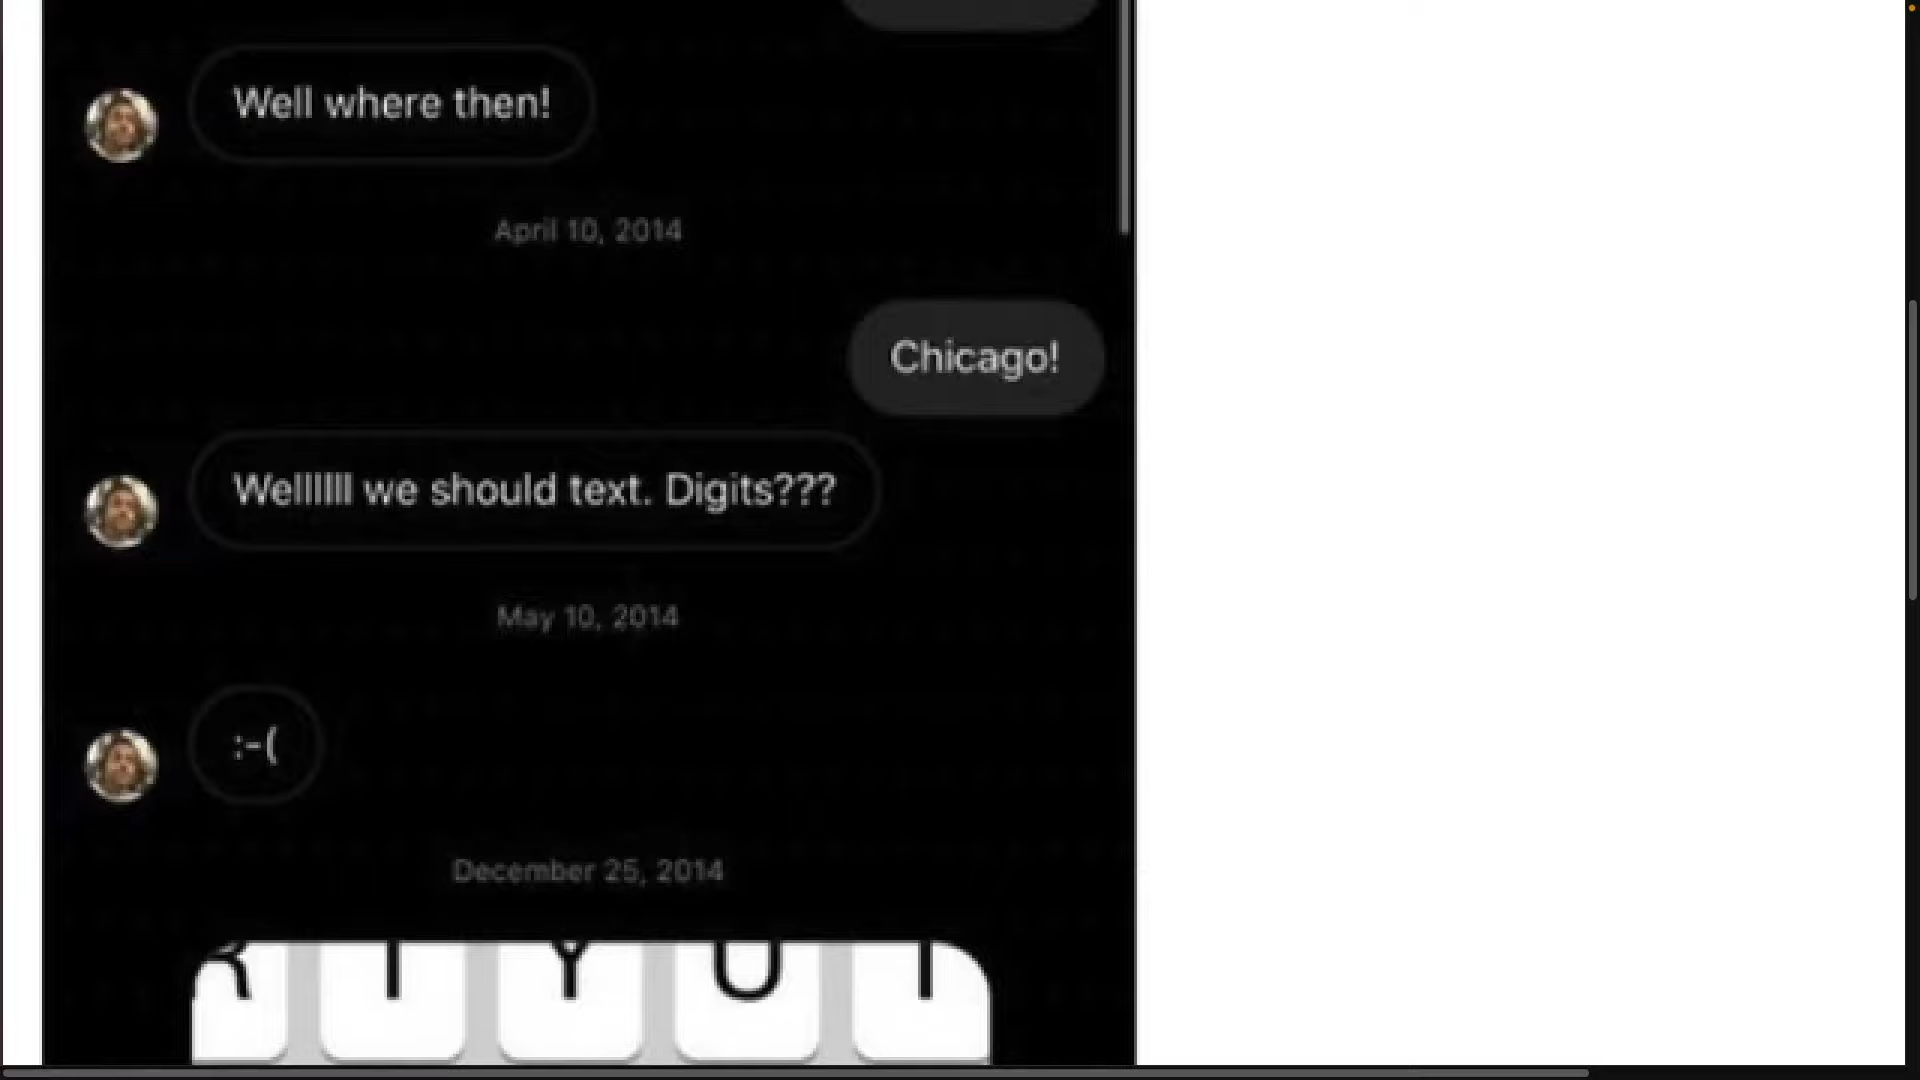 Well where then!
April 10, 2014
Chicago!
Wellllll we should text. Digits???
May 10, 2014
:-(
December 25, 2014
R T Y U I